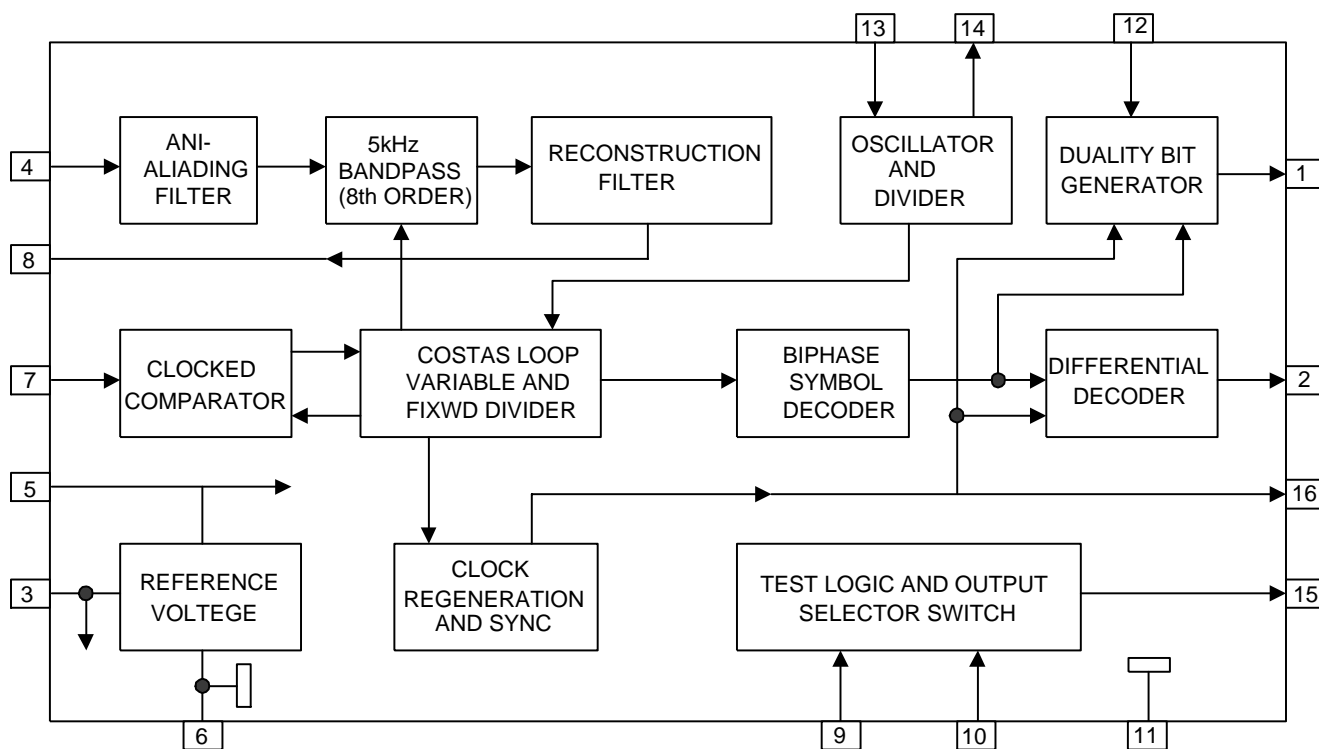 13
14
12
4
ANI-
ALIADING
FILTER
5kHz
BANDPASS
(8th ORDER)
RECONSTRUCTION
FILTER
OSCILLATOR
AND
DIVIDER
DUALITY BIT
GENERATOR
1
8
7
CLOCKED
COMPARATOR
COSTAS LOOP
VARIABLE AND
FIXWD DIVIDER
BIPHASE
SYMBOL
DECODER
DIFFERENTIAL
DECODER
2
5
16
3
REFERENCE
VOLTEGE
CLOCK
REGENERATION
AND SYNC
TEST LOGIC AND OUTPUT
SELECTOR SWITCH
15
6
9
10
11